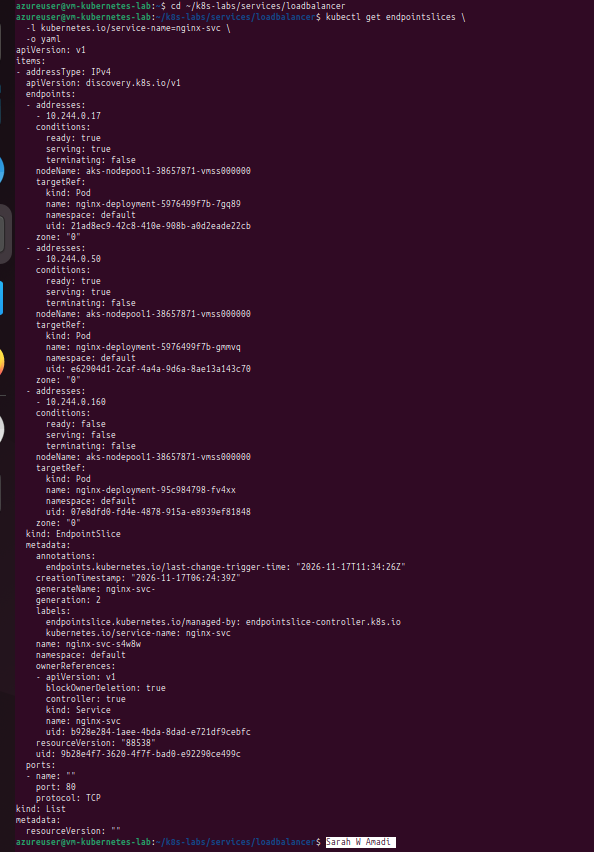 azureuser@vm-kubernetes-lab:~$ cd ~/k8s-labs/services/loadbalancer
azureuser@vm-kubernetes-lab:~/k8s-labs/services/loadbalancer$ kubectl get endpointslices \
  -l kubernetes.io/service-name=nginx-svc \
  -o yaml
apiVersion: v1
items:
- addressType: IPv4
  apiVersion: discovery.k8s.io/v1
  endpoints:
  - addresses:
    - 10.244.0.17
    conditions:
      ready: true
      serving: true
      terminating: false
    nodeName: aks-nodepool1-38657871-vmss000000
    targetRef:
      kind: Pod
      name: nginx-deployment-5976499f7b-7gq89
      namespace: default
      uid: 21ad8ec9-42c8-410e-908b-a0d2eade22cb
    zone: "0"
  - addresses:
    - 10.244.0.50
    conditions:
      ready: true
      serving: true
      terminating: false
    nodeName: aks-nodepool1-38657871-vmss000000
    targetRef:
      kind: Pod
      name: nginx-deployment-5976499f7b-gmmvq
      namespace: default
      uid: e62904d1-2caf-4a4a-9d6a-8ae13a143c70
    zone: "0"
  - addresses:
    - 10.244.0.160
    conditions:
      ready: false
      serving: false
      terminating: false
    nodeName: aks-nodepool1-38657871-vmss000000
    targetRef:
      kind: Pod
      name: nginx-deployment-95c984798-fv4xx
      namespace: default
      uid: 07e8dfd0-fd4e-4878-915a-e8939ef81848
    zone: "0"
  kind: EndpointSlice
  metadata:
    annotations:
      endpoints.kubernetes.io/last-change-trigger-time: "2026-11-17T11:34:26Z"
    creationTimestamp: "2026-11-17T06:24:39Z"
    generateName: nginx-svc-
    generation: 2
    labels:
      endpointslice.kubernetes.io/managed-by: endpointslice-controller.k8s.io
      kubernetes.io/service-name: nginx-svc
    name: nginx-svc-s4w8w
    namespace: default
    ownerReferences:
    - apiVersion: v1
      blockOwnerDeletion: true
      controller: true
      kind: Service
      name: nginx-svc
      uid: b928e284-1aee-4bda-8dad-e721df9cebfc
    resourceVersion: "88538"
    uid: 9b28e4f7-3620-4f7f-bad0-e92290ce499c
  ports:
  - name: ""
    port: 80
    protocol: TCP
kind: List
metadata:
  resourceVersion: ""
azureuser@vm-kubernetes-lab:~/k8s-labs/services/loadbalancer$ Sarah W Amadi